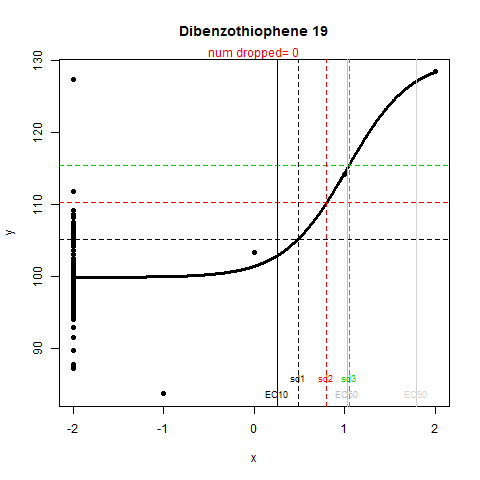 Dibenzothiophene 19
num dropped= 0
130
120
110
100
90
y
sd1 sd2 sd3
EC10 EC50 EC90
-2 -1 0 1 2
x